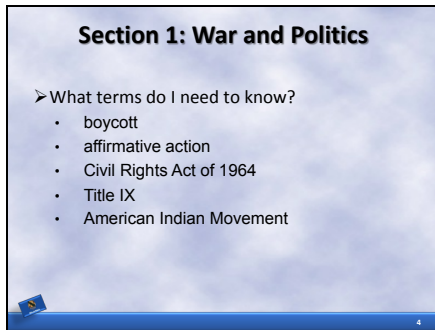 Section 1: War and Politics
➢What terms do I need to know?
• boycott
• affirmative action
• Civil Rights Act of 1964
• Title IX
• American Indian Movement
4